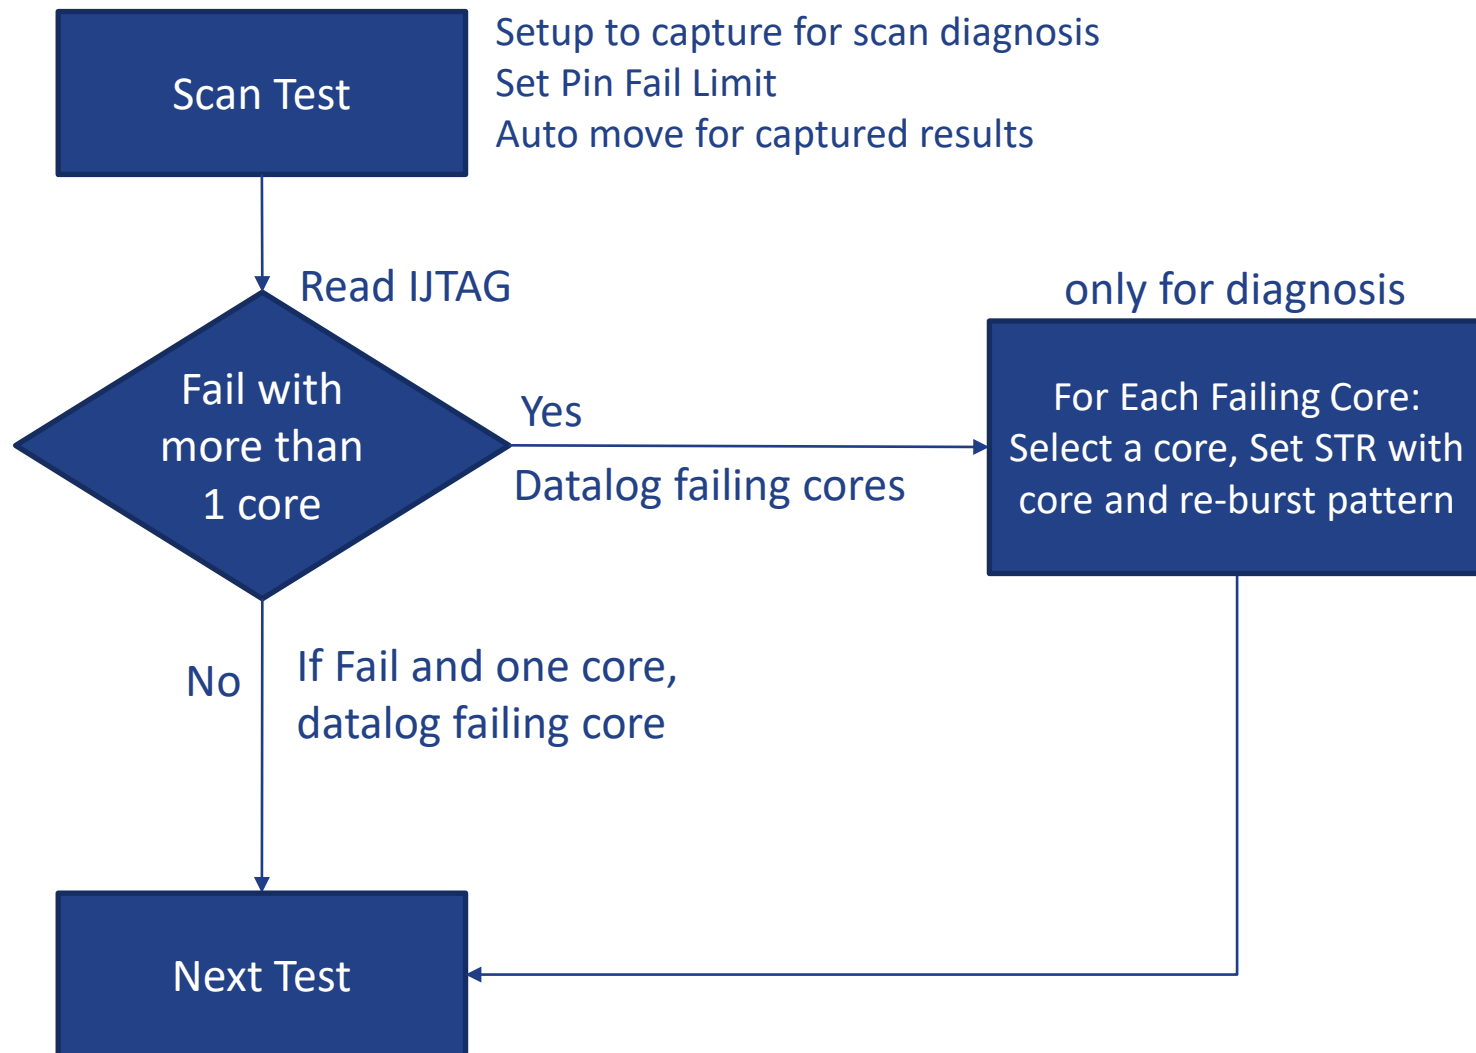 Scan Test
Setup to capture for scan diagnosis
Set Pin Fail Limit
Auto move for captured results
Read IJTAG
Fail with
more than
1 core
Yes
Datalog failing cores
only for diagnosis
For Each Failing Core:
Select a core, Set STR with
core and re-burst pattern
No
If Fail and one core,
datalog failing core
Next Test